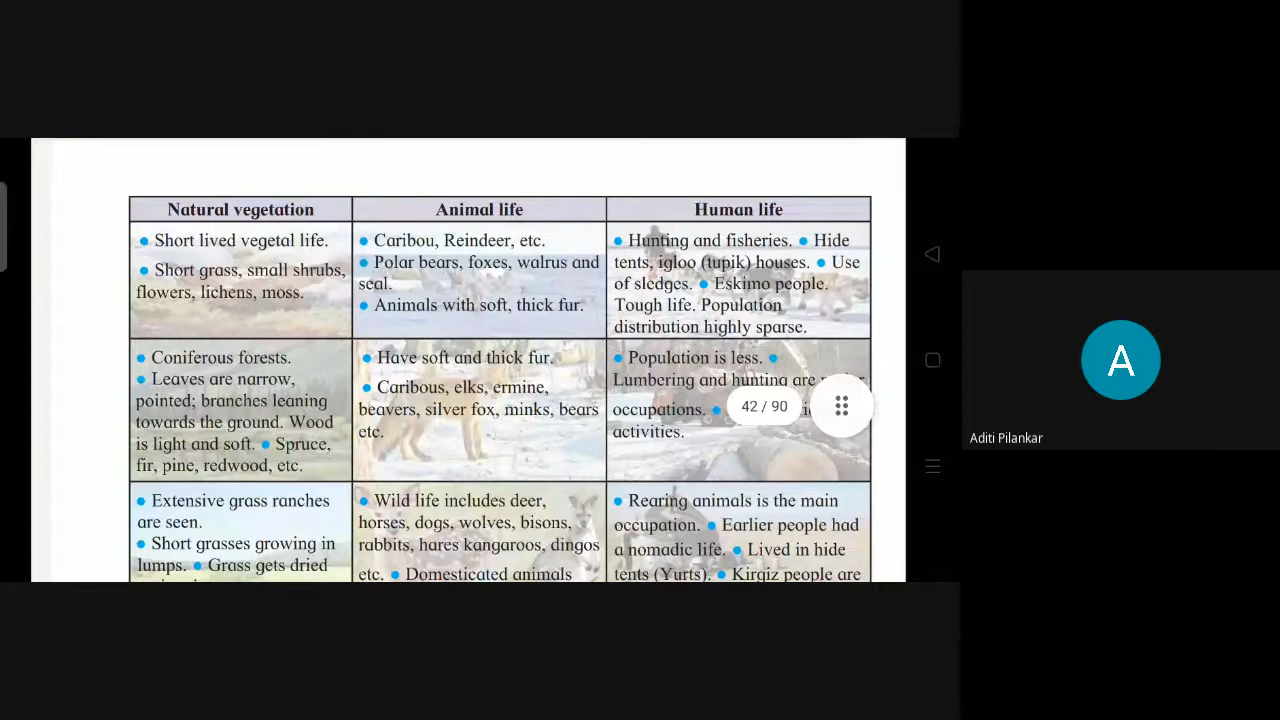 Natural vegetation Animal life Human life
● Short lived vegetal life.
● Short grass, small shrubs,
flowers, lichens, moss.
● Caribou, Reindeer, etc.
● Polar bears, foxes, walrus and
seal.
● Animals with soft, thick fur.
● Hunting and fisheries. ● Hide
tents, igloo (tupik) houses. ● Use
of sledges. ● Eskimo people.
Tough life. Population
distribution highly sparse.
● Coniferous forests.
● Leaves are narrow,
pointed; branches leaning
towards the ground. Wood
is light and soft. ● Spruce,
fir, pine, redwood, etc.
● Have soft and thick fur.
● Caribous, elks, ermine,
beavers, silver fox, minks, bears
etc.
● Population is less. ●
Lumbering and hunting are
occupations. ●
activities.
42 / 90
● Extensive grass ranches
are seen.
● Short grasses growing in
lumps. ● Grass gets dried
● Wild life includes deer,
horses, dogs, wolves, bisons,
rabbits, hares kangaroos, dingos
etc. ● Domesticated animals
● Rearing animals is the main
occupation. ● Earlier people had
a nomadic life. ● Lived in hide
tents (Yurts). ● Kirgiz people are
A
Aditi Pilankar